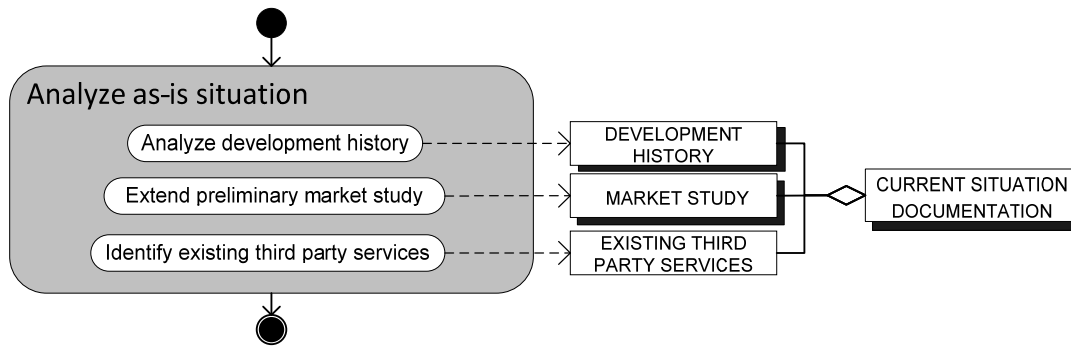 Analyze as-is situation
Analyze development history
DEVELOPMENT
HISTORY
Extend preliminary market study
MARKET STUDY
CURRENT SITUATION
DOCUMENTATION
Identify existing third party services
EXISTING THIRD
PARTY SERVICES